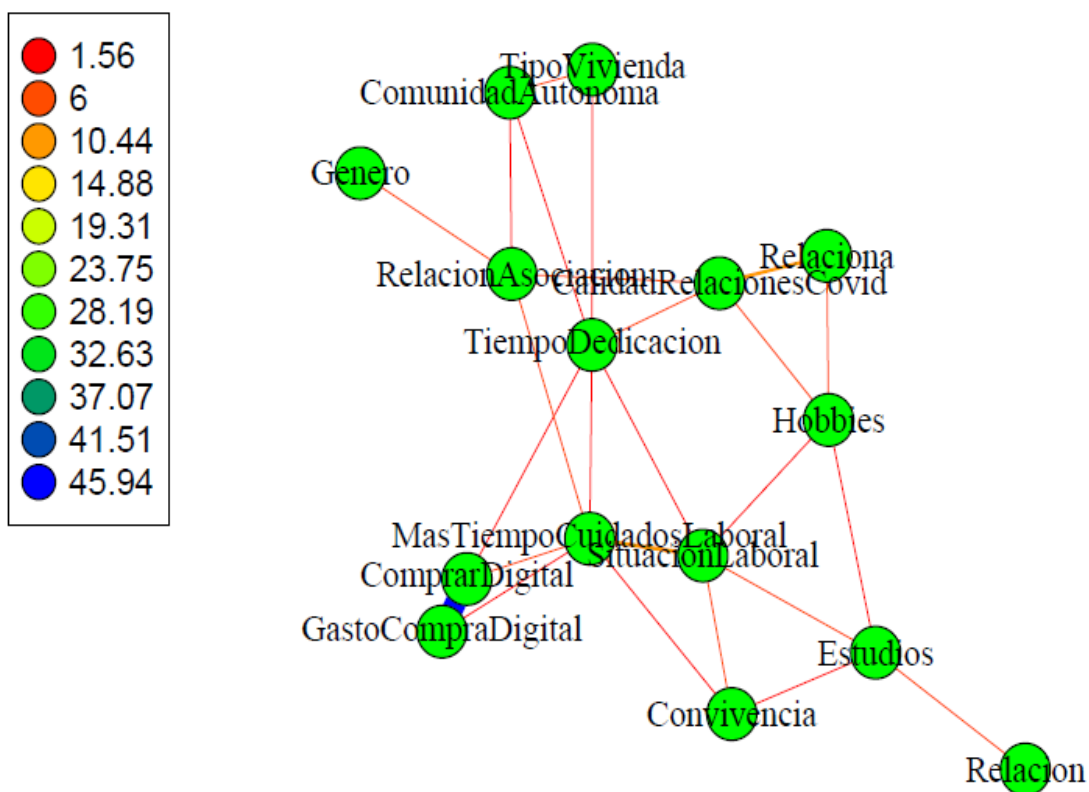 1.56
6
10.44
14.88
19.31
23.75
28.19
32.63
37.07
41.51
45.94
TipoVivienda
ComunidadAutonoma
Genero
Relaciona
RelacionAsociacion
CalidadRelacionesCovid
TiempoDedicacion
Hobbies
MasTiempoCuidadosLaboral
SituacionLaboral
ComprarDigital
GastoCompraDigital
Estudios
Convivencia
Relacion